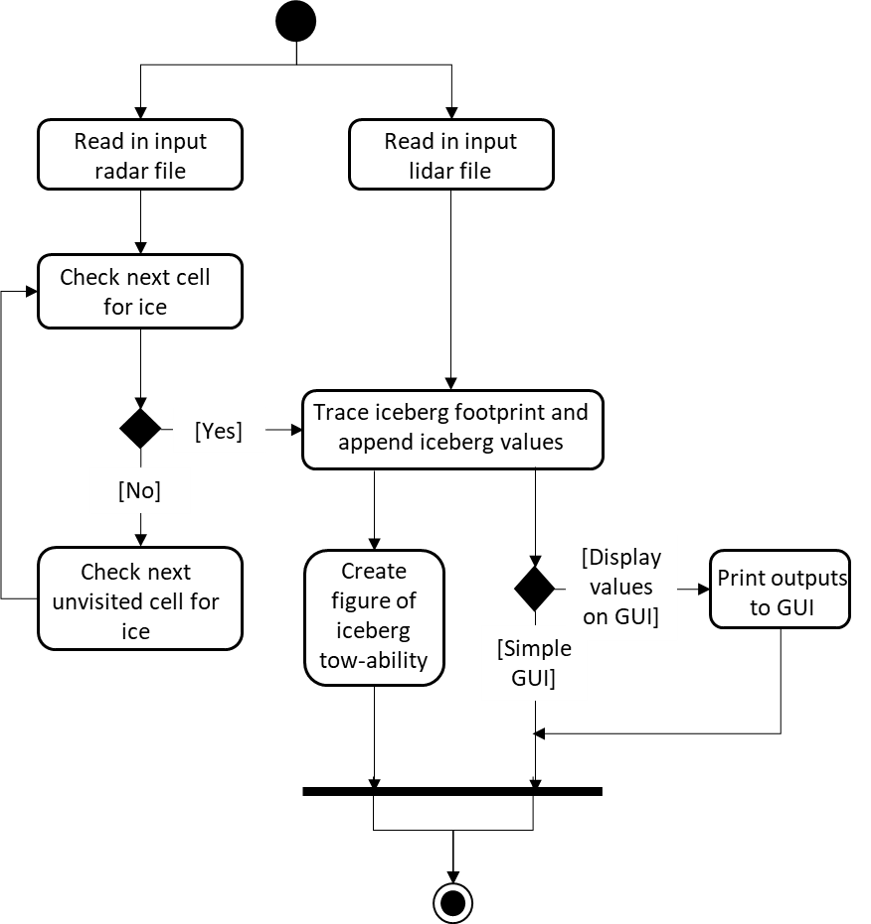 Read in input
radar file
Read in input
lidar file
Check next cell
for ice
[Yes]
Trace iceberg footprint and
append iceberg values
[No]
Check next
unvisited cell for
ice
Create
figure of
iceberg
tow-ability
[Display
values
on GUI]
Print outputs
to GUI
[Simple
GUI]